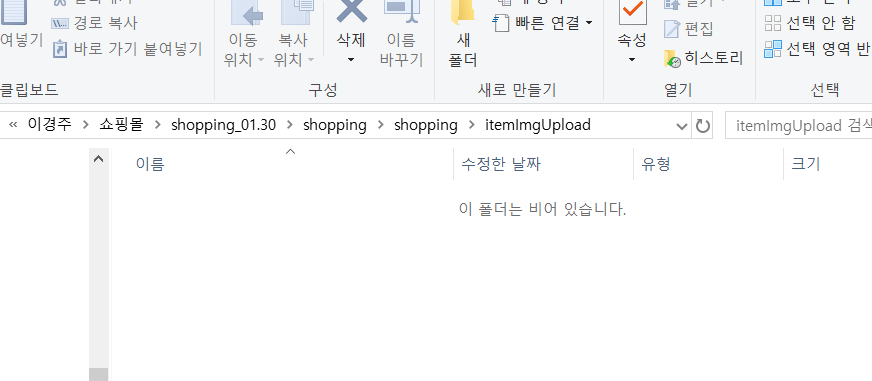 경로 복사
여넣기
바로 가기 붙여넣기
이동
위치
복사
위치
삭제
이름
바꾸기
새
폴더
빠른 연결
속성
편집
히스토리
선택 안 함
선택 영역 반
클립보드
구성
새로 만들기
열기
선택
« 이경주 > 쇼핑몰 > shopping_01.30 > shopping > shopping > itemImgUpload
itemImgUpload 검색
이름
수정한 날짜
유형
크기
이 폴더는 비어 있습니다.